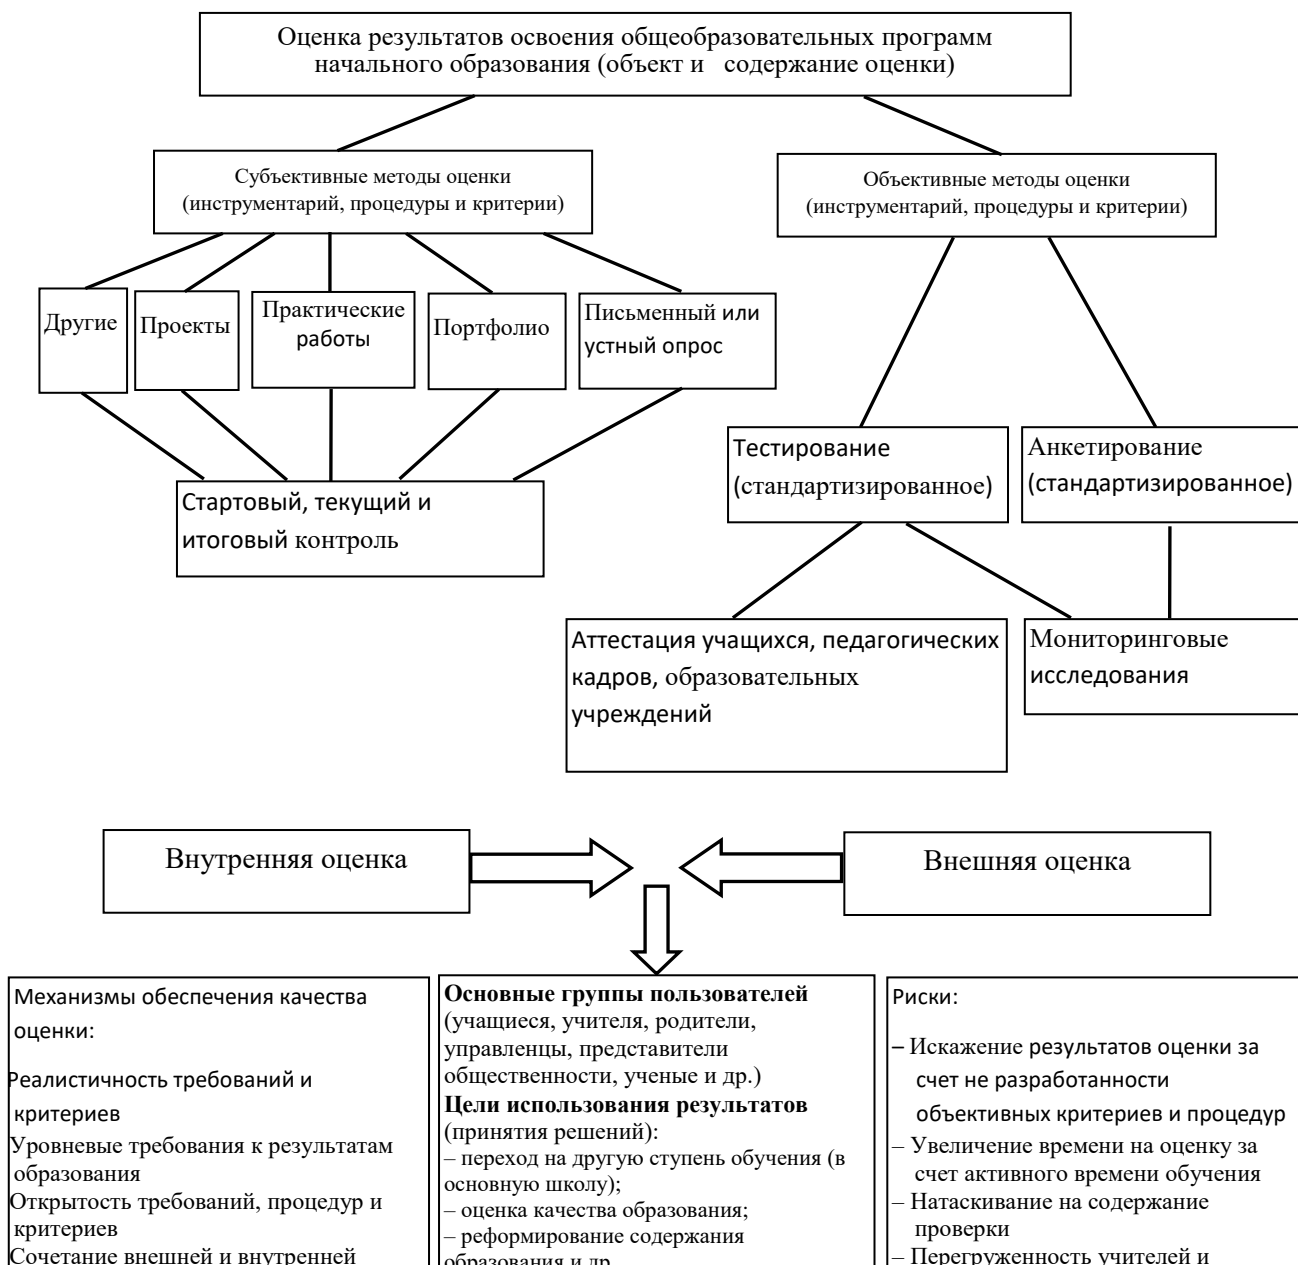 Оценка результатов освоения общеобразовательных программ
начального образования (объект и содержание оценки)
Субъективные методы оценки
(инструментарий, процедуры и критерии)
Объективные методы оценки
(инструментарий, процедуры и критерии)
Другие
Проекты
Практические
работы
Портфолио
Письменный или
устный опрос
Тестирование
(стандартизированное)
Анкетирование
(стандартизированное)
Стартовый, текущий и
итоговый контроль
Аттестация учащихся, педагогических
кадров, образовательных
учреждений
Мониторинговые
исследования
Внутренняя оценка
Внешняя оценка
Механизмы обеспечения качества
оценки:
Реалистичность требований и
критериев
Уровневые требования к результатам
образования
Открытость требований, процедур и
критериев
Сочетание внешней и внутренней
Основные группы пользователей
(учащиеся, учителя, родители,
управленцы, представители
общественности, ученые и др.)
Цели использования результатов
(принятия решений):
– переход на другую ступень обучения (в
основную школу);
– оценка качества образования;
– реформирование содержания
образования и др.
Риски:
– Искажение результатов оценки за
счет не разработанности
объективных критериев и процедур
– Увеличение времени на оценку за
счет активного времени обучения
– Натаскивание на содержание
проверки
– Перегруженность учителей и